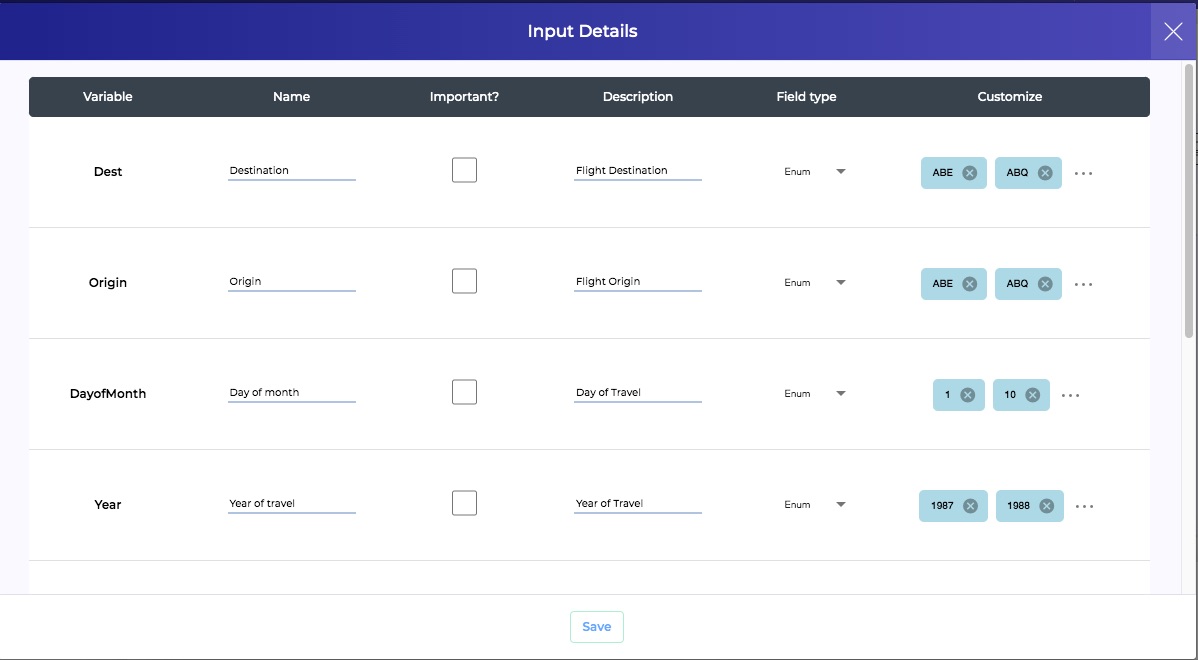 Input Details
Variable Name Important? Description Field type Customize
Dest Destination Flight Destination Enum ABE ABQ ...
Origin Origin Flight Origin Enum ABE ABQ ...
DayofMonth Day of month Day of Travel Enum 1 10 ...
Year Year of travel Year of Travel Enum 1987 1988 ...
Save